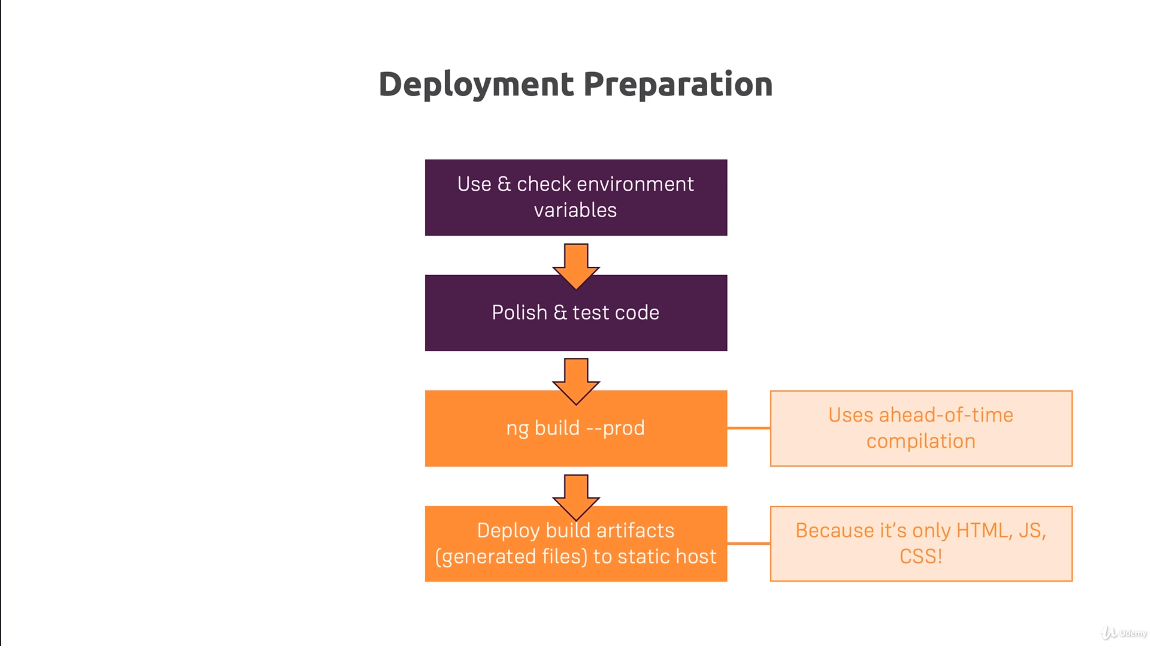 Deployment Preparation
Use & check environment
variables
Polish & test code
ng build --prod
Uses ahead-of-time
compilation
Deploy build artifacts
(generated files) to static host
Because it's only HTML, JS,
CSS!
Udemy